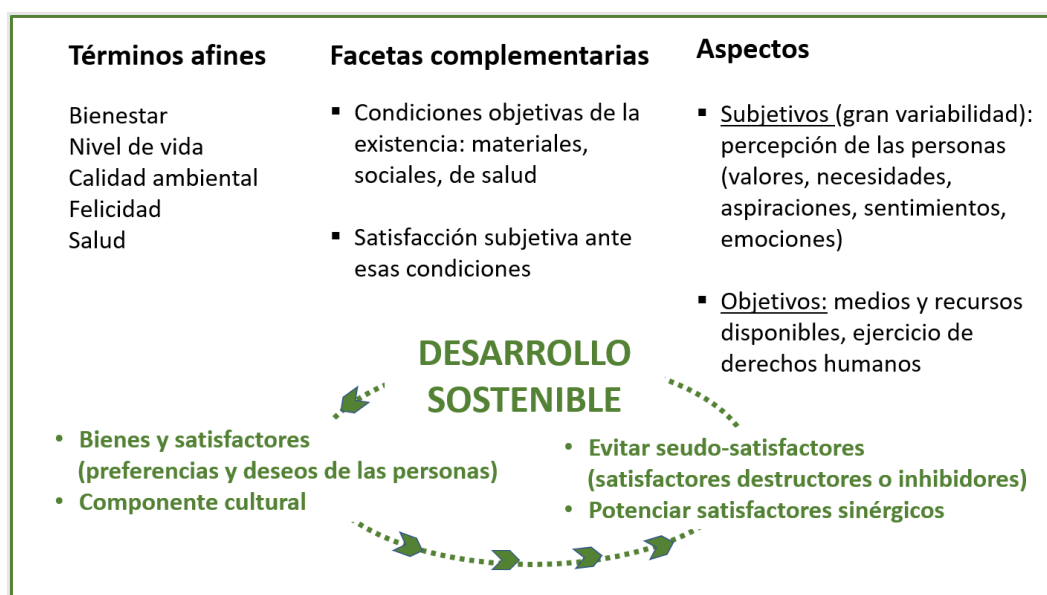 Términos afines
Bienestar
Nivel de vida
Calidad ambiental
Felicidad
Salud
Facetas complementarias
▪ Condiciones objetivas de la
existencia: materiales,
sociales, de salud
▪ Satisfacción subjetiva ante
esas condiciones
Aspectos
▪ Subjetivos (gran variabilidad):
percepción de las personas
(valores, necesidades,
aspiraciones, sentimientos,
emociones)
▪ Objetivos: medios y recursos
disponibles, ejercicio de
derechos humanos
DESARROLLO
SOSTENIBLE
• Bienes y satisfactores
(preferencias y deseos de las personas)
• Componente cultural
• Evitar seudo-satisfactores
(satisfactores destructores o inhibidores)
• Potenciar satisfactores sinérgicos